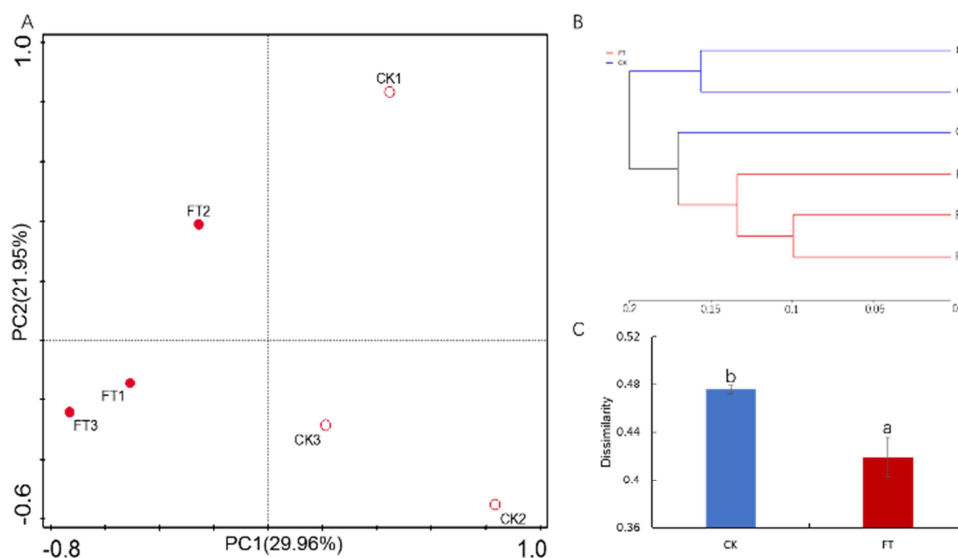 A
1.0
CK1
FT2
PC2(21.95%)
FT1
FT3
CK3
CK2
-0.6
-0.8
PC1(29.96%)
1.0
B
FT
CK
0.2
0.15
0.1
0.05
C
0.52
0.48
0.44
0.4
0.36
Dissimilarity
b
a
CK
FT